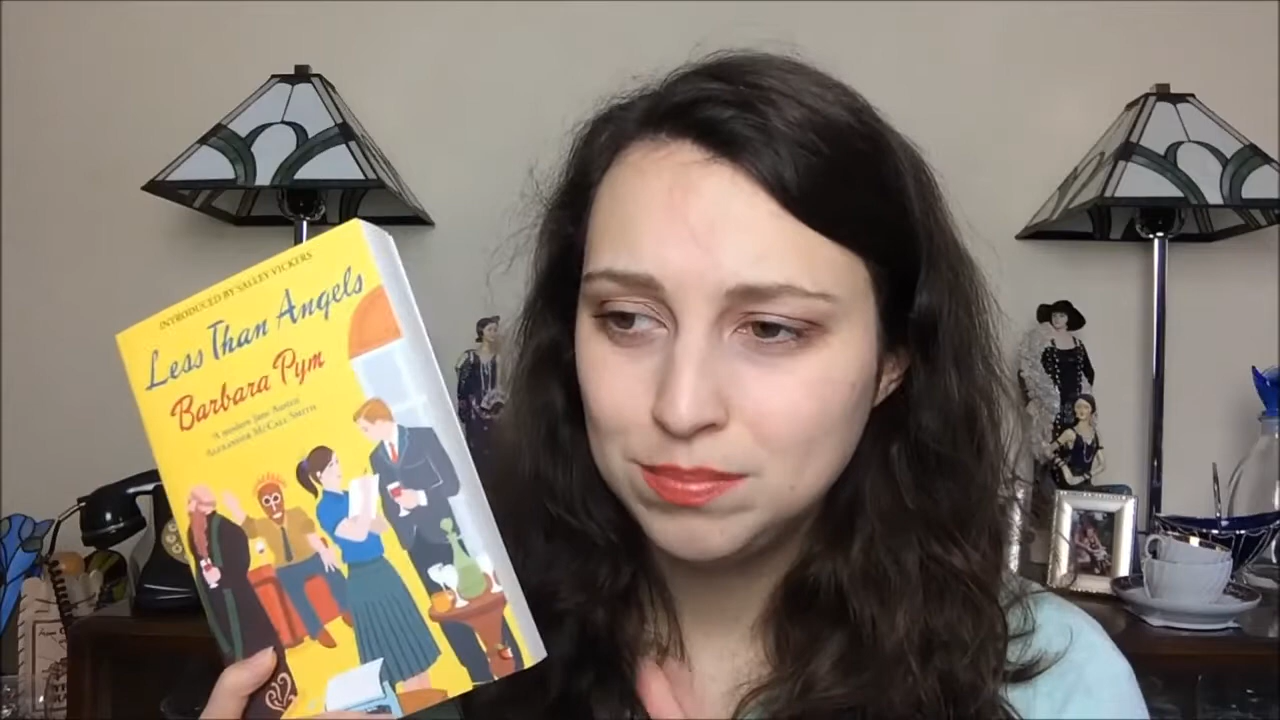 INTRODUCED BY SALLEY VICKERS
Less Than Angels
Barbara Pym
'A modern Jane Austen'
ALEXANDER MCCALL SMITH